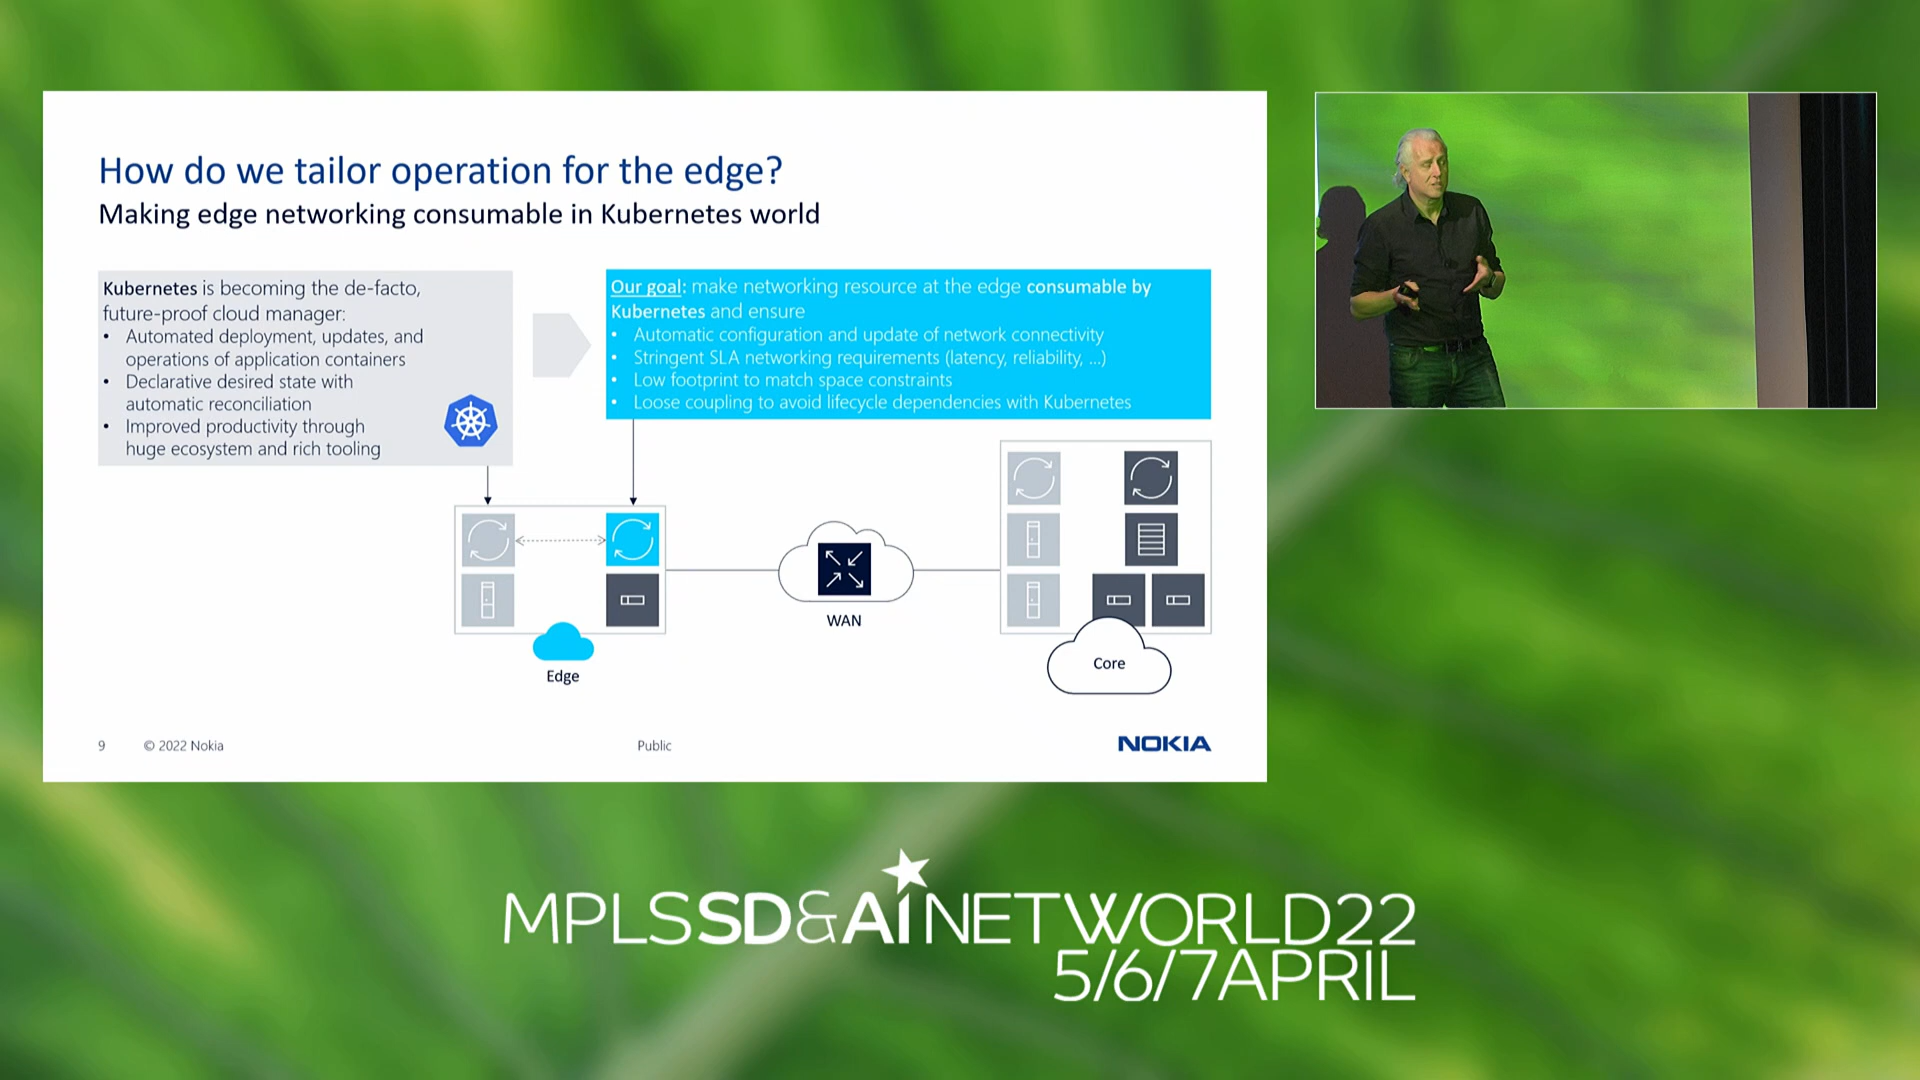 How do we tailor operation for the edge?
Making edge networking consumable in Kubernetes world
Kubernetes is becoming the de-facto,
future-proof cloud manager:
• Automated deployment, updates, and
operations of application containers
• Declarative desired state with
automatic reconciliation
• Improved productivity through
huge ecosystem and rich tooling
Our goal: make networking resource at the edge consumable by
Kubernetes and ensure
• Automatic configuration and update of network connectivity
• Stringent SLA networking requirements (latency, reliability, ...)
• Low footprint to match space constraints
• Loose coupling to avoid lifecycle dependencies with Kubernetes
WAN
Core
Edge
9 © 2022 Nokia Public NOKIA
MPLSSD&AINETWORLD22
5/6/7APRIL